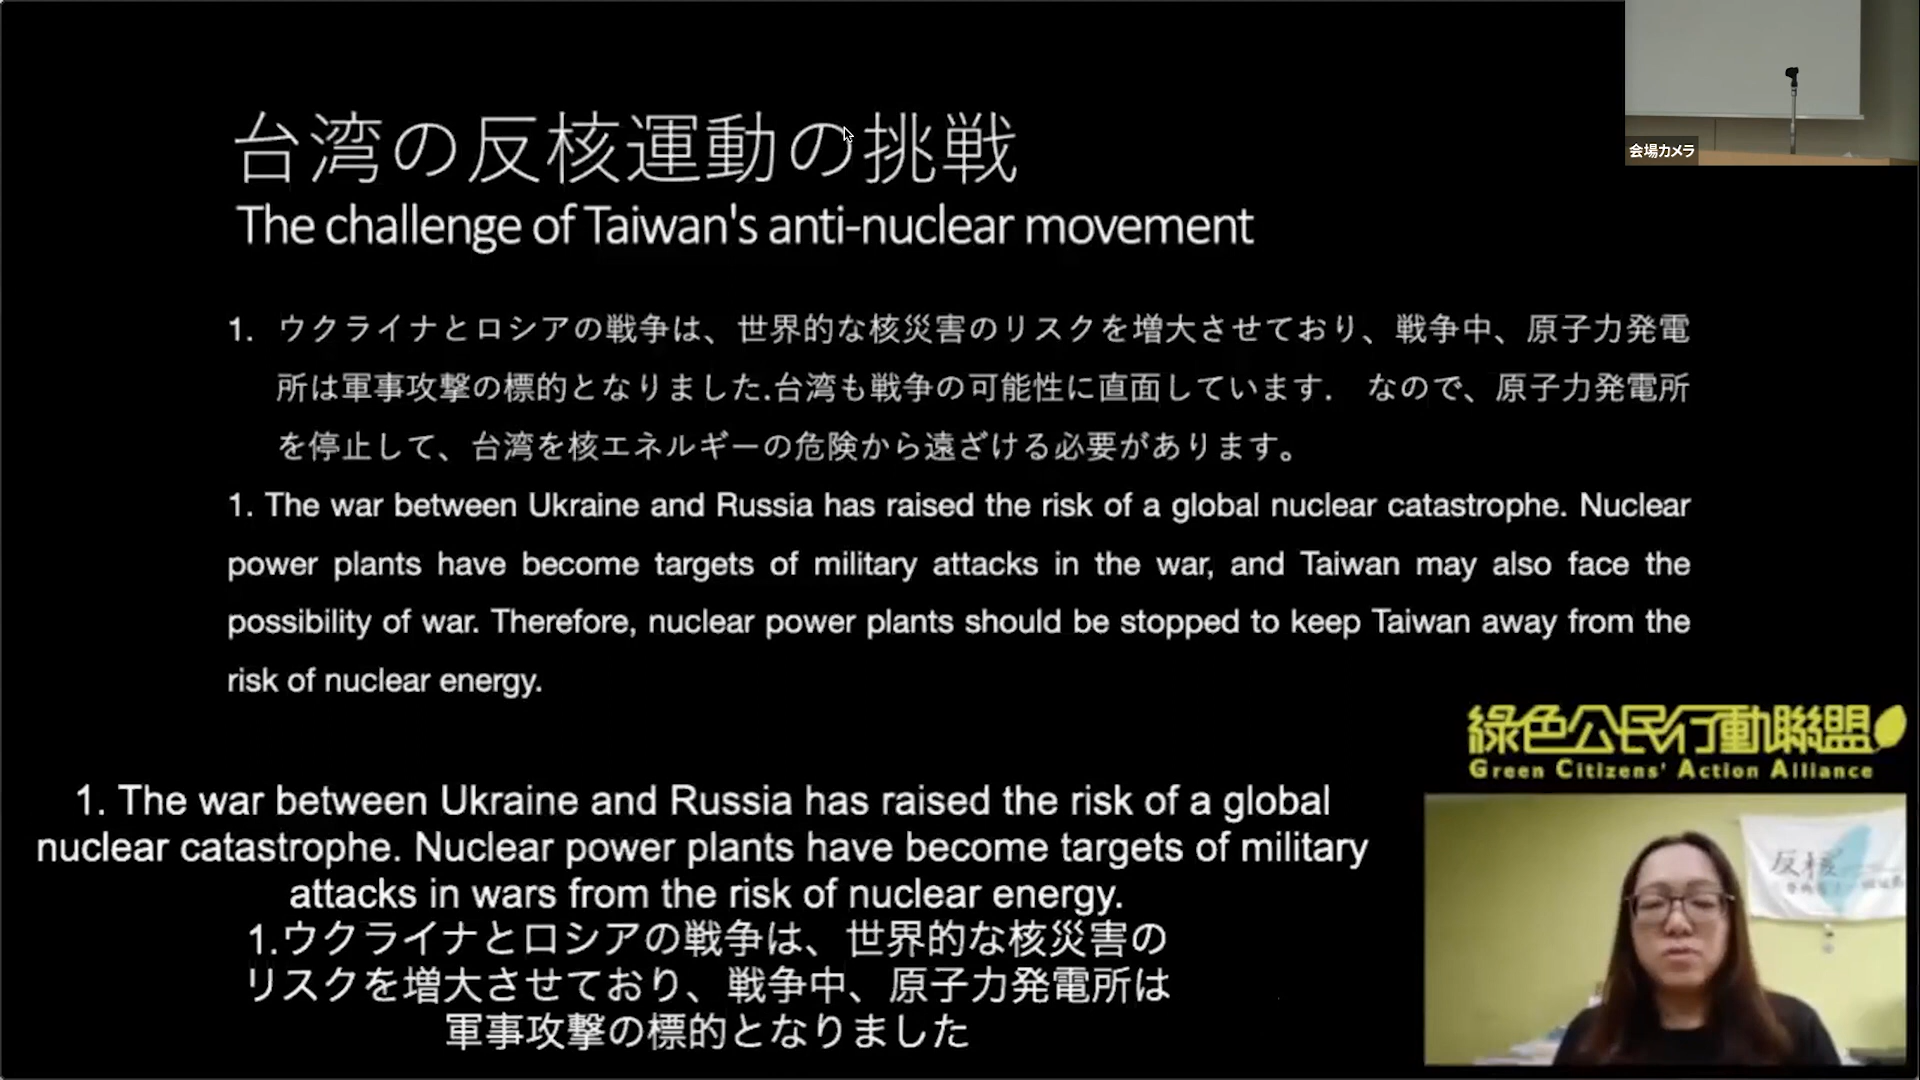 台湾の反核運動の挑戦
The challenge of Taiwan's anti-nuclear movement
会場カメラ
1. ウクライナとロシアの戦争は、世界的な核災害のリスクを増大させており、戦争中、原子力発電
所は軍事攻撃の標的となりました.台湾も戦争の可能性に直面しています. なので、原子力発電所
を停止して、台湾を核エネルギーの危険から遠ざける必要があります。
1. The war between Ukraine and Russia has raised the risk of a global nuclear catastrophe. Nuclear
power plants have become targets of military attacks in the war, and Taiwan may also face the
possibility of war. Therefore, nuclear power plants should be stopped to keep Taiwan away from the
risk of nuclear energy.
綠色公民行動聯盟
Green Citizens' Action Alliance
1. The war between Ukraine and Russia has raised the risk of a global
nuclear catastrophe. Nuclear power plants have become targets of military
attacks in wars from the risk of nuclear energy.
1.ウクライナとロシアの戦争は、世界的な核災害の
リスクを増大させており、戦争中、原子力発電所は
軍事攻撃の標的となりました
反核